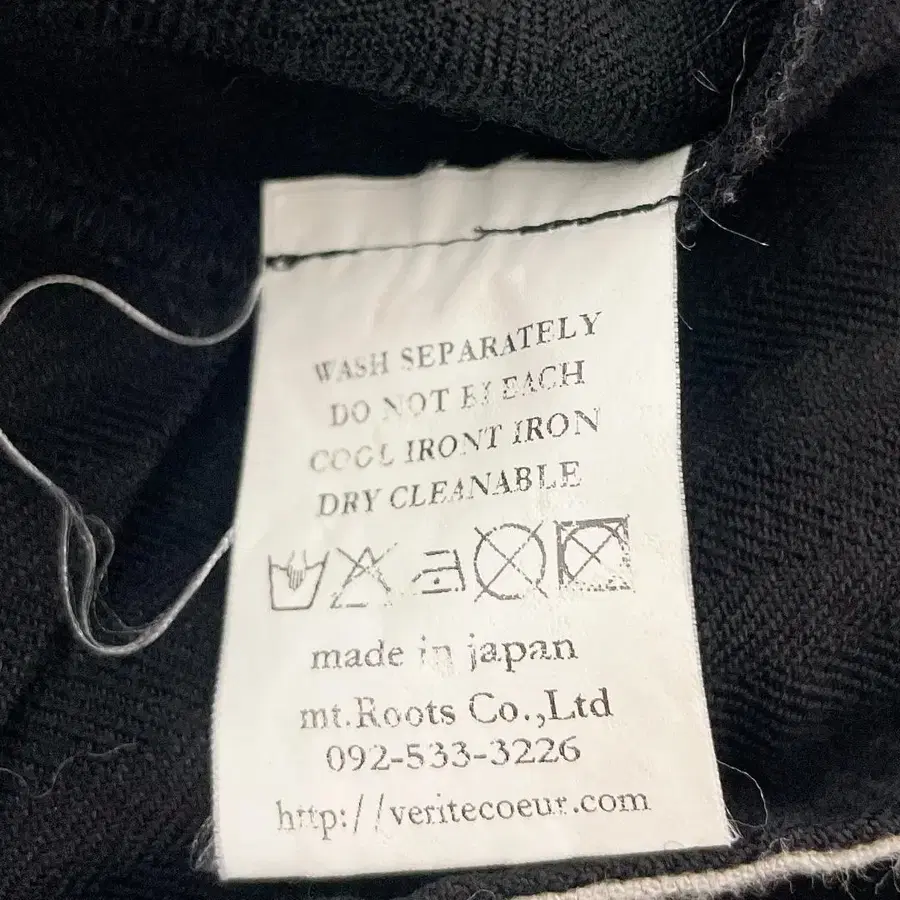 WASH SEPARATELY
DO NOT BLEACH
COOL IRONT IRON
DRY CLEANABLE
made in japan
mt.Roots Co.,Ltd
092-533-3226
http://veritecoeur.com